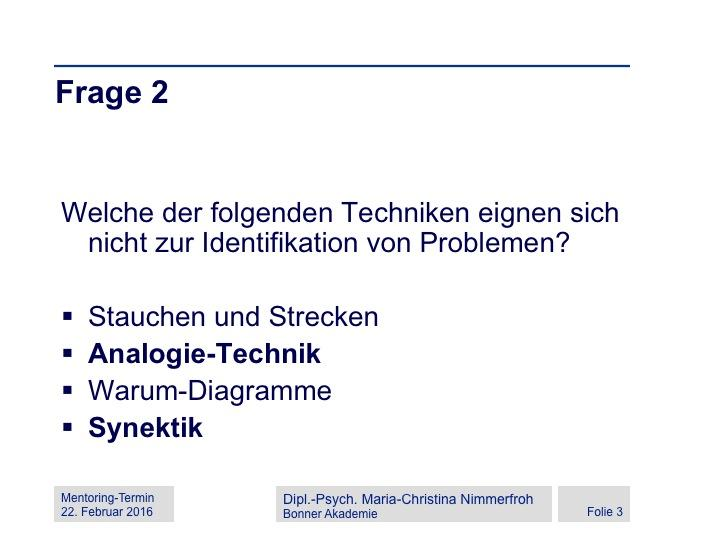 Frage 2
Welche der folgenden Techniken eignen sich
nicht zur Identifikation von Problemen?
▪ Stauchen und Strecken
▪ Analogie-Technik
▪ Warum-Diagramme
▪ Synektik
Mentoring-Termin
22. Februar 2016
Dipl.-Psych. Maria-Christina Nimmerfroh
Bonner Akademie
Folie 3